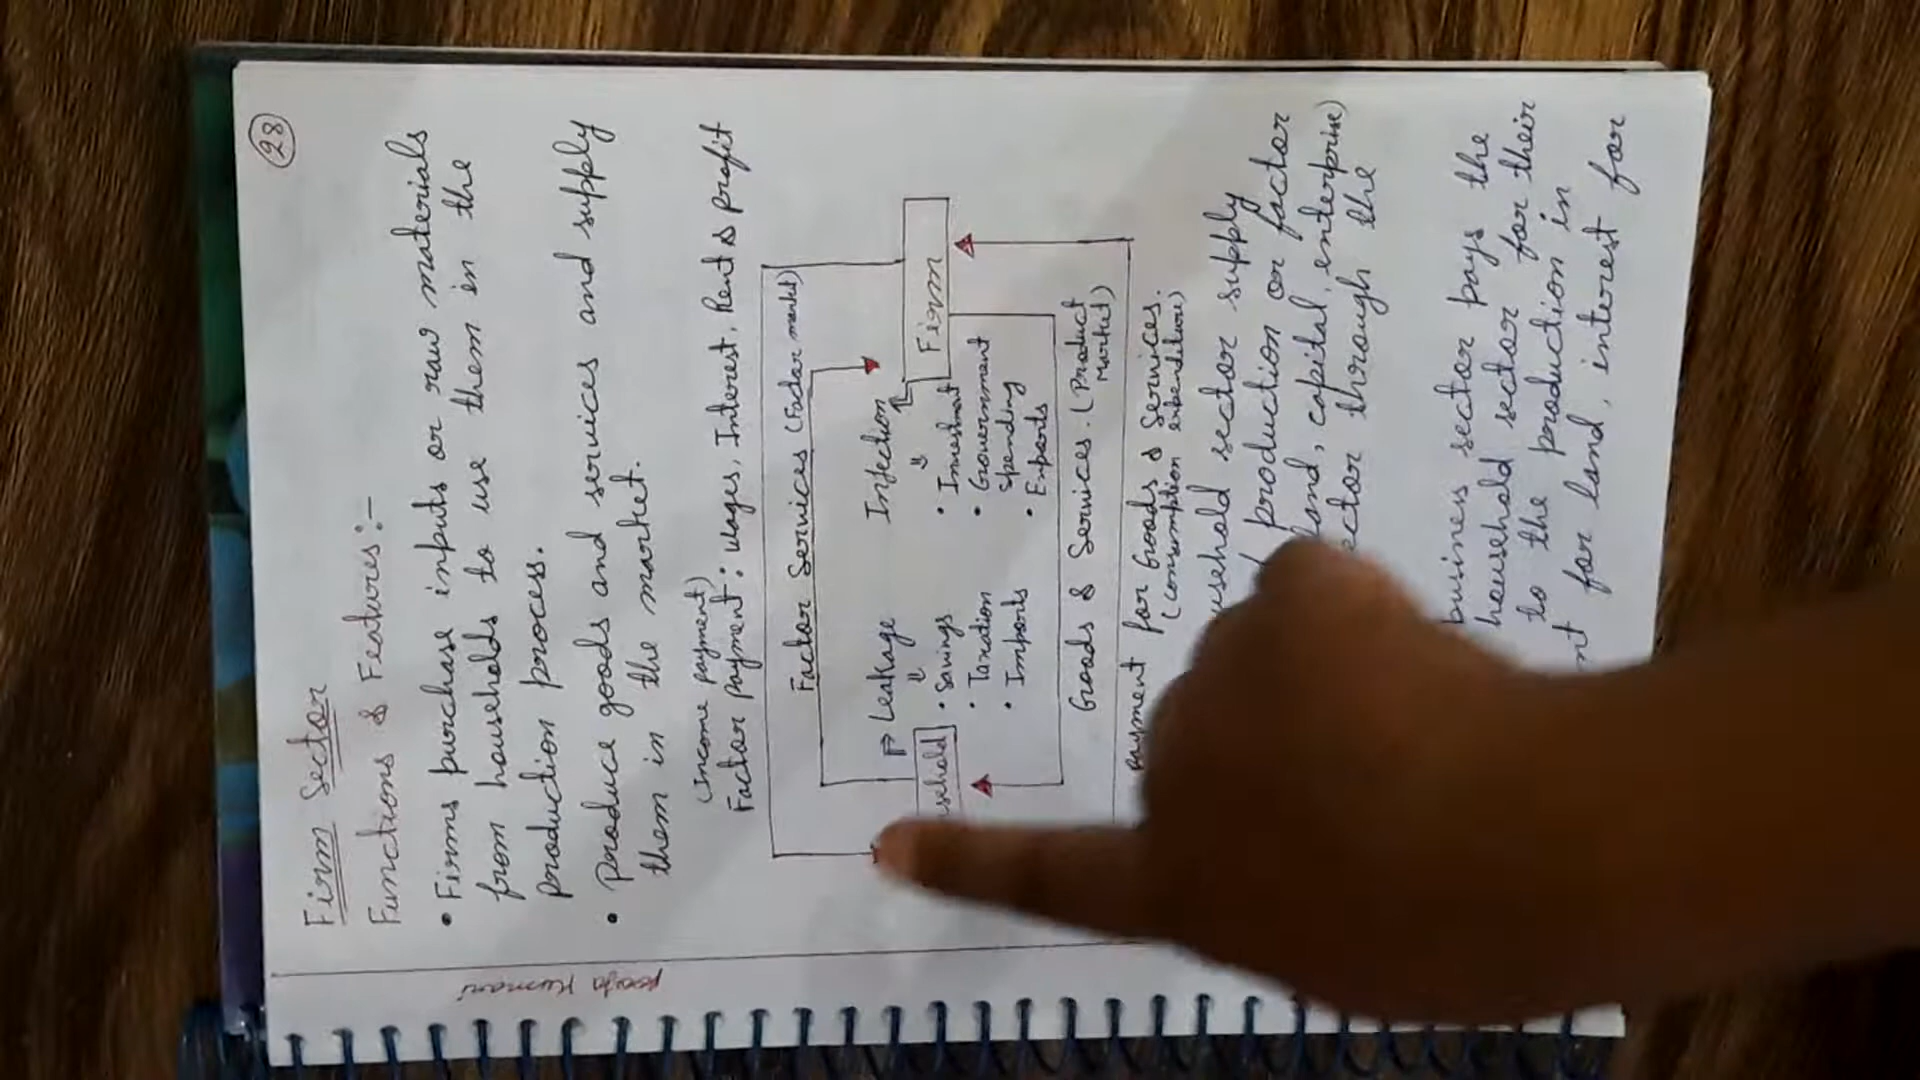 28
Firm Sector
Functions & Features:-
• Firms purchase inputs or raw materials
from households to use them in the
production process.
• Produce goods and services and supply
them in the market.
(Income payment)
Factor Payment: wages, Interest, Rent & profit
Factor Services (Factor market)
Leakage
Injection
Firm
• Savings
• Taxation
• Imports
• Investment
• Government
Spending
• Exports
Goods & Services. (Product
market)
Payment for Goods & Services.
(consumption expenditure)
sector supply
production or factor
capital, enterprise)
through the
business sector pays the
household sector for their
to the production in
for land, interest for
Pooja Kumari